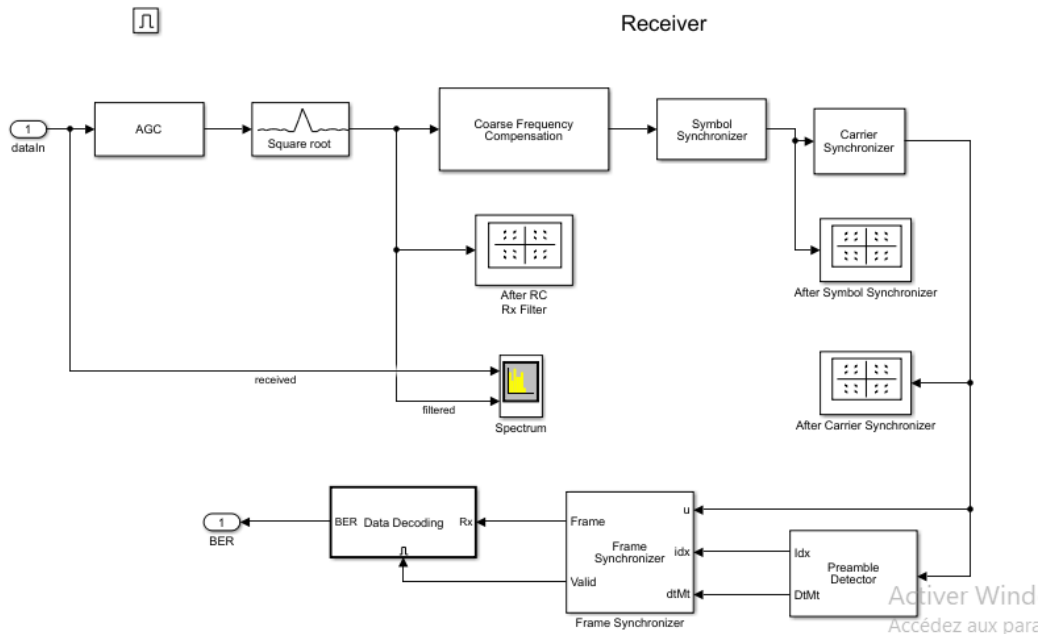 Receiver
1
dataIn
AGC
Square root
Coarse Frequency
Compensation
Symbol
Synchronizer
Carrier
Synchronizer
After RC
Rx Filter
After Symbol Synchronizer
received
filtered
Spectrum
After Carrier Synchronizer
1
BER
BER
Data Decoding
Rx
Frame
Valid
Frame
Synchronizer
u
idx
dtMt
Frame Synchronizer
Idx
DtMt
Preamble
Detector
Activer Wind
Accédez aux para